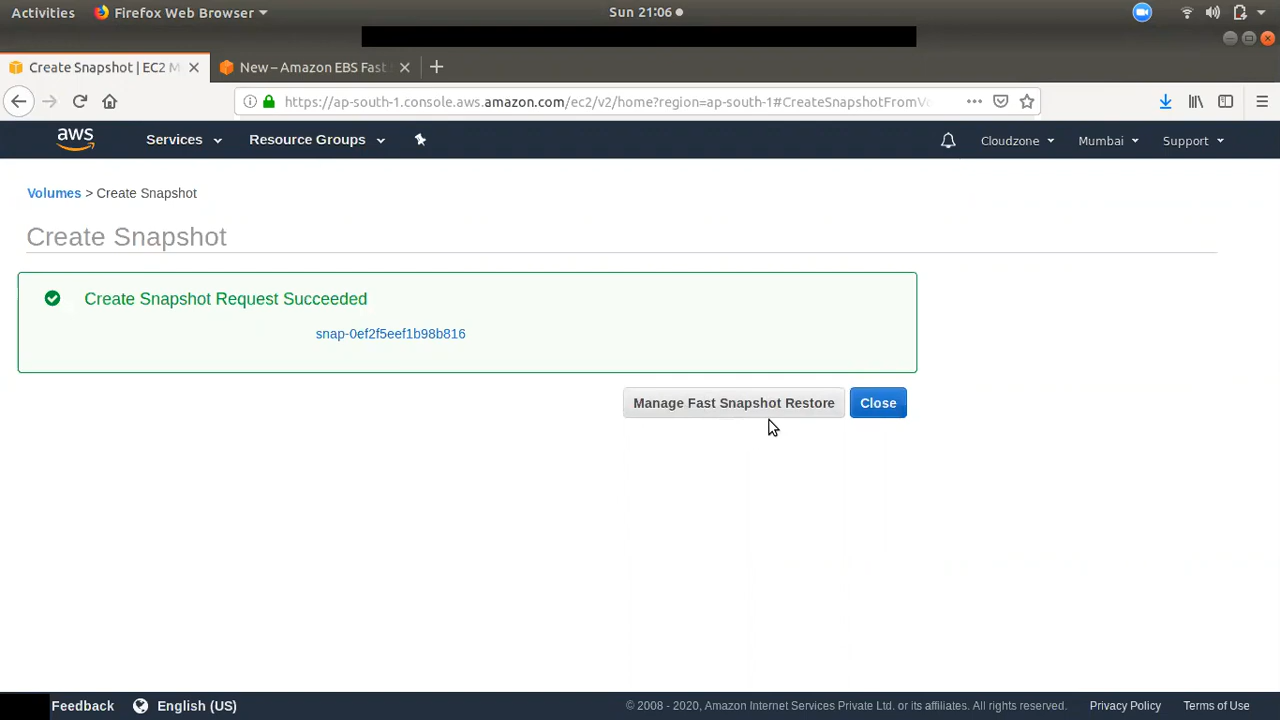 Activities Firefox Web Browser Sun 21:06
Create Snapshot | EC2 M New – Amazon EBS Fast
https://ap-south-1.console.aws.amazon.com/ec2/v2/home?region=ap-south-1#CreateSnapshotFromVo
aws Services Resource Groups Cloudzone Mumbai Support
Volumes > Create Snapshot
Create Snapshot
Create Snapshot Request Succeeded
snap-0ef2f5eef1b98b816
Manage Fast Snapshot Restore Close
Feedback English (US) © 2008 - 2020, Amazon Internet Services Private Ltd. or its affiliates. All rights reserved. Privacy Policy Terms of Use